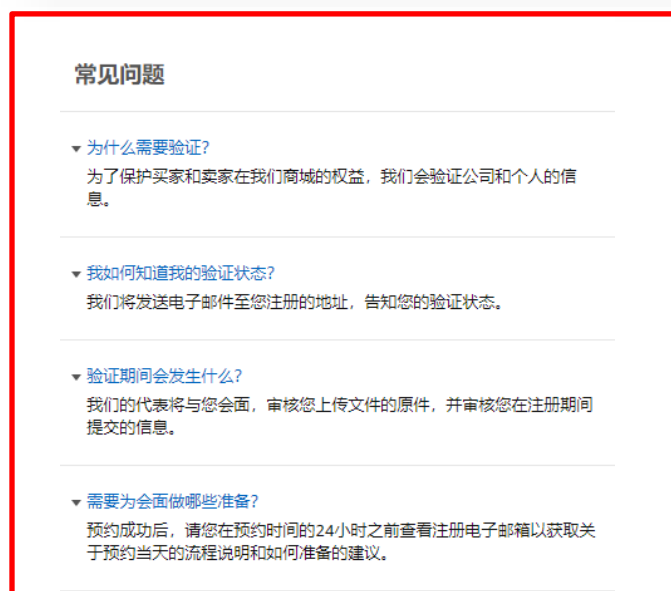 常见问题
为什么需要验证?
为了保护买家和卖家在我们商城的权益，我们会验证公司和个人的信
息。
我如何知道我的验证状态?
我们将发送电子邮件至您注册的地址，告知您的验证状态。
验证期间会发生什么?
我们的代表将与您会面，审核您上传文件的原件，并审核您在注册期间
提交的信息。
需要为会面做哪些准备?
预约成功后，请您在预约时间的24小时之前查看注册电子邮箱以获取关
于预约当天的流程说明和如何准备的建议。